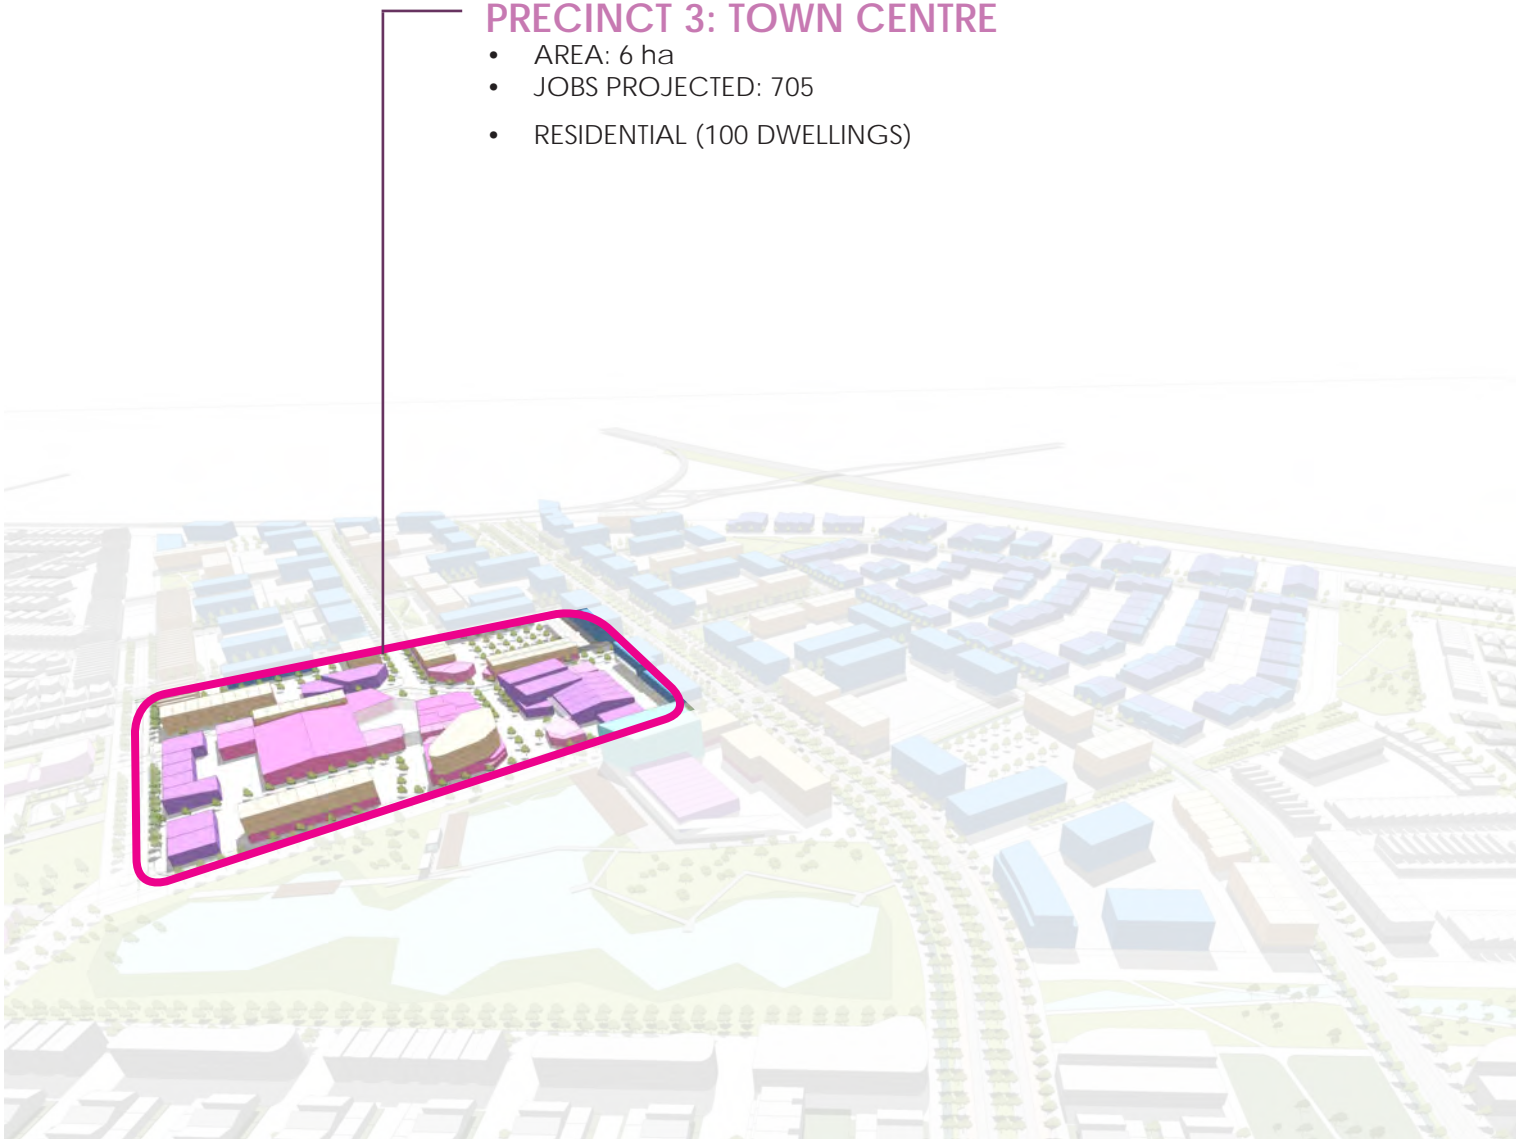 PRECINCT 3: TOWN CENTRE
• AREA: 6 ha
• JOBS PROJECTED: 705
• RESIDENTIAL (100 DWELLINGS)